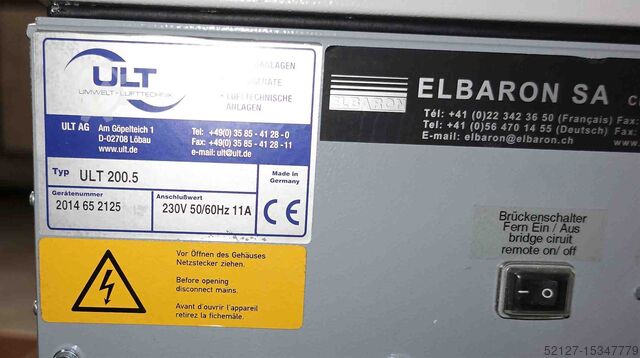 ULT
UMWELT - LUFTTECHNIK
ANLAGEN
GERÄTE
LUFTTECHNISCHE
ANLAGEN.
ULT AG Am Göpelteich 1
D-02708 Löbau
www.ult.de
Tel: +49(0) 35 85 - 41 28 - 0
Fax: +49(0) 35 85 - 41 28 - 11
e-mail: ult@ult.de
Typ ULT 200.5
Made in
Germany
Gerätenummer
2014 65 2125
Anschlußwert
230V 50/60Hz 11A
CE
Vor Öffnen des Gehäuses
Netzstecker ziehen.
Before opening
disconnect mains.
Avant d'ouvrir l'appareil
retirez la fichemâle.
ELBARON
ELBARON SA
Tél: +41 (0)22 342 36 50 (Français) Fax:
Tel: +41 (0)56 470 14 55 (Deutsch) Fax:
E-mail: elbaron@elbaron.ch
Brückenschalter
Fern Ein / Aus
bridge ciruit
remote on/ off
52127-15347779